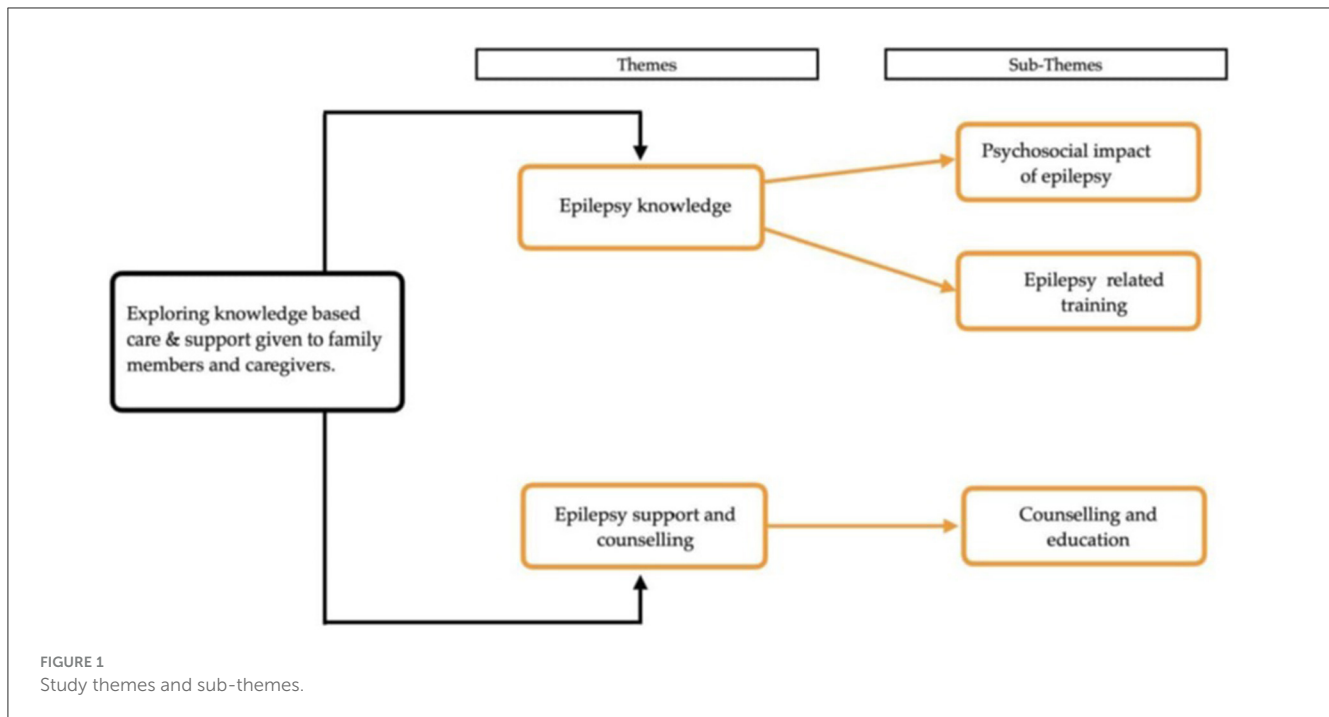 Themes
Sub-Themes
Psychosocial impact
of epilepsy
Epilepsy knowledge
Epilepsy related
training
Exploring knowledge based
care & support given to family
members and caregivers.
Epilepsy support and
counselling
Counselling and
education
FIGURE 1
Study themes and sub-themes.